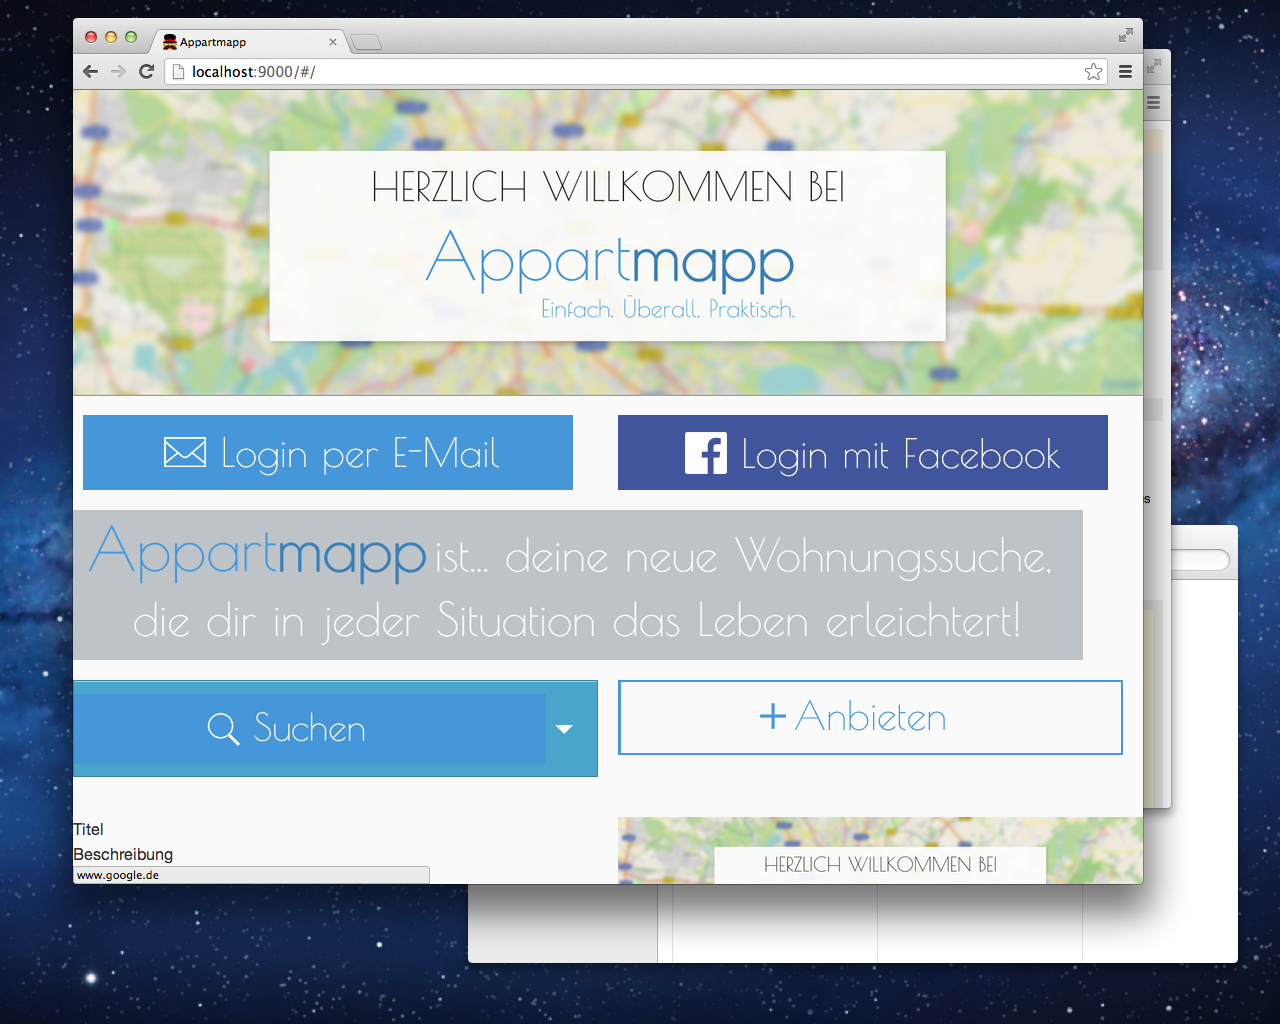 Appartmapp
localhost:9000/#/
HERZLICH WILLKOMMEN BEI
Appartmapp
Einfach. Überall. Praktisch.
Login per E-Mail
Login mit Facebook
Appartmapp ist... deine neue Wohnungssuche,
die dir in jeder Situation das Leben erleichtert!
Suchen
Anbieten
Titel
Beschreibung
HERZLICH WILLKOMMEN BEI
www.google.de